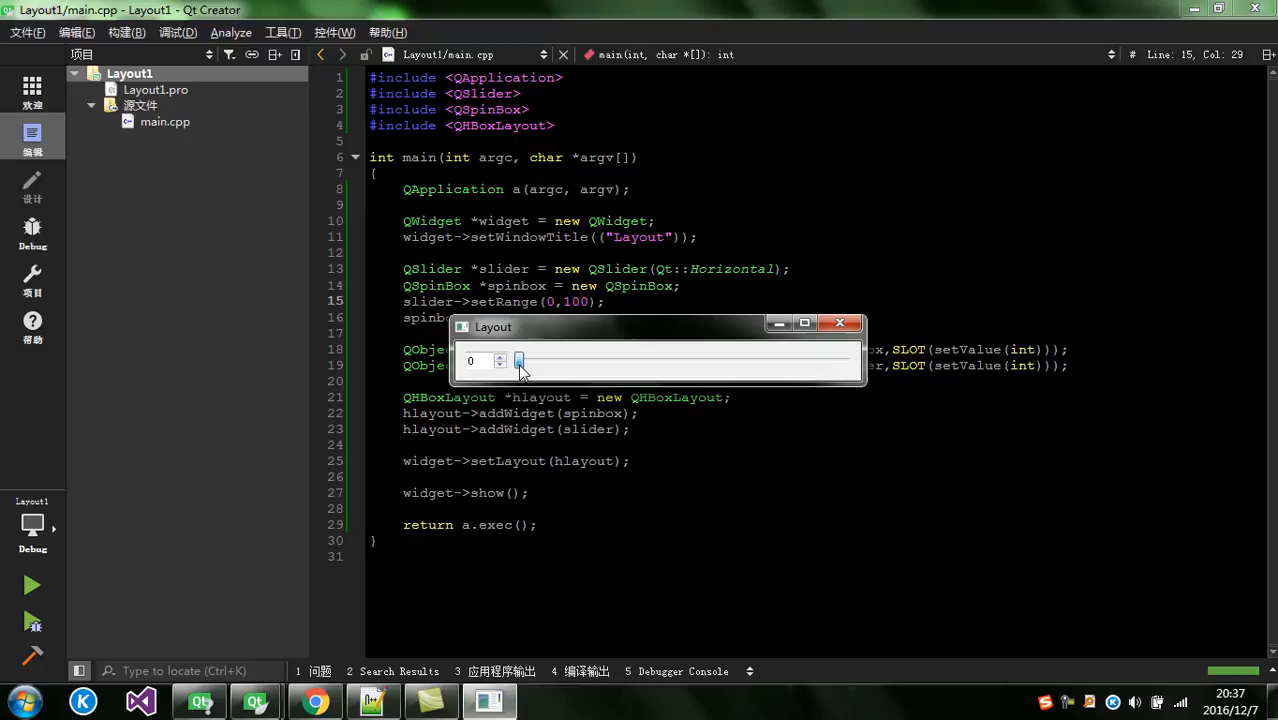 Layout1/main.cpp - Layout1 - Qt Creator
文件(F) 编辑(E) 构建(B) 调试(D) Analyze 工具(T) 控件(W) 帮助(H)
项目 Layout1/main.cpp main(int, char *[]): int # Line: 15, Col: 29
欢迎
编辑
设计
Debug
项目
帮助
Layout1
Debug
Layout1
Layout1.pro
源文件
main.cpp
1 #include <QApplication>
2 #include <QSlider>
3 #include <QSpinBox>
4 #include <QHBoxLayout>
5
6 int main(int argc, char *argv[])
7 {
8 QApplication a(argc, argv);
9
10 QWidget *widget = new QWidget;
11 widget->setWindowTitle(("Layout"));
12
13 QSlider *slider = new QSlider(Qt::Horizontal);
14 QSpinBox *spinbox = new QSpinBox;
15 slider->setRange(0,100);
16 spinb
17
18 QObje x,SLOT(setValue(int)));
19 QObje er,SLOT(setValue(int)));
20
21 QHBoxLayout *hlayout = new QHBoxLayout;
22 hlayout->addWidget(spinbox);
23 hlayout->addWidget(slider);
24
25 widget->setLayout(hlayout);
26
27 widget->show();
28
29 return a.exec();
30 }
31
Layout
0
Type to locate (Ctrl+K) 1 问题 2 Search Results 3 应用程序输出 4 编译输出 5 Debugger Console
20:37
2016/12/7